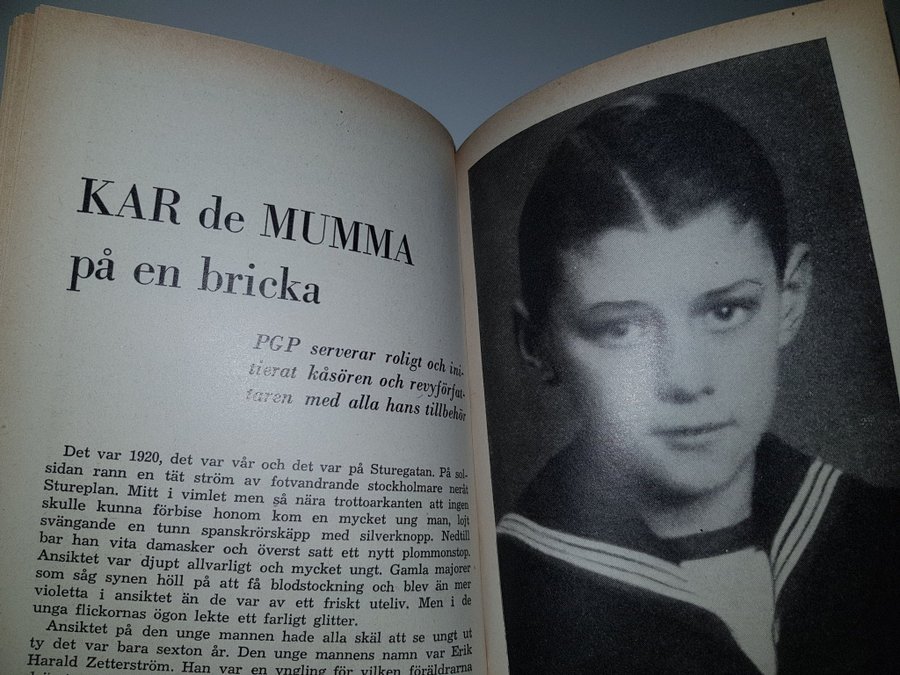 KAR de MUMMA
på en bricka
PGP serverar roligt och ini-
tierat kåsören och revyförfat-
taren med alla hans tillbehör
Det var 1920, det var vår och det var på Sturegatan. På sol-
sidan rann en tät ström av fotvandrande stockholmare neråt
Stureplan. Mitt i vimlet men så nära trottoarkanten att ingen
skulle kunna förbise honom kom en mycket ung man, lojt
svängande en tunn spanskrörskäpp med silverknopp. Nedtill
bar han vita damasker och överst satt ett nytt plommonstop.
Ansiktet var djupt allvarligt och mycket ungt. Gamla majorer
som såg synen höll på att få blodstockning och blev än mer
violetta i ansiktet än de var av ett friskt uteliv. Men i de
unga flickornas ögon lekte ett farligt glitter.
Ansiktet på den unge mannen hade alla skäl att se ungt ut
ty det var bara sexton år. Den unge mannens namn var Erik
Harald Zetterström. Han var en yngling för vilken föräldrarna